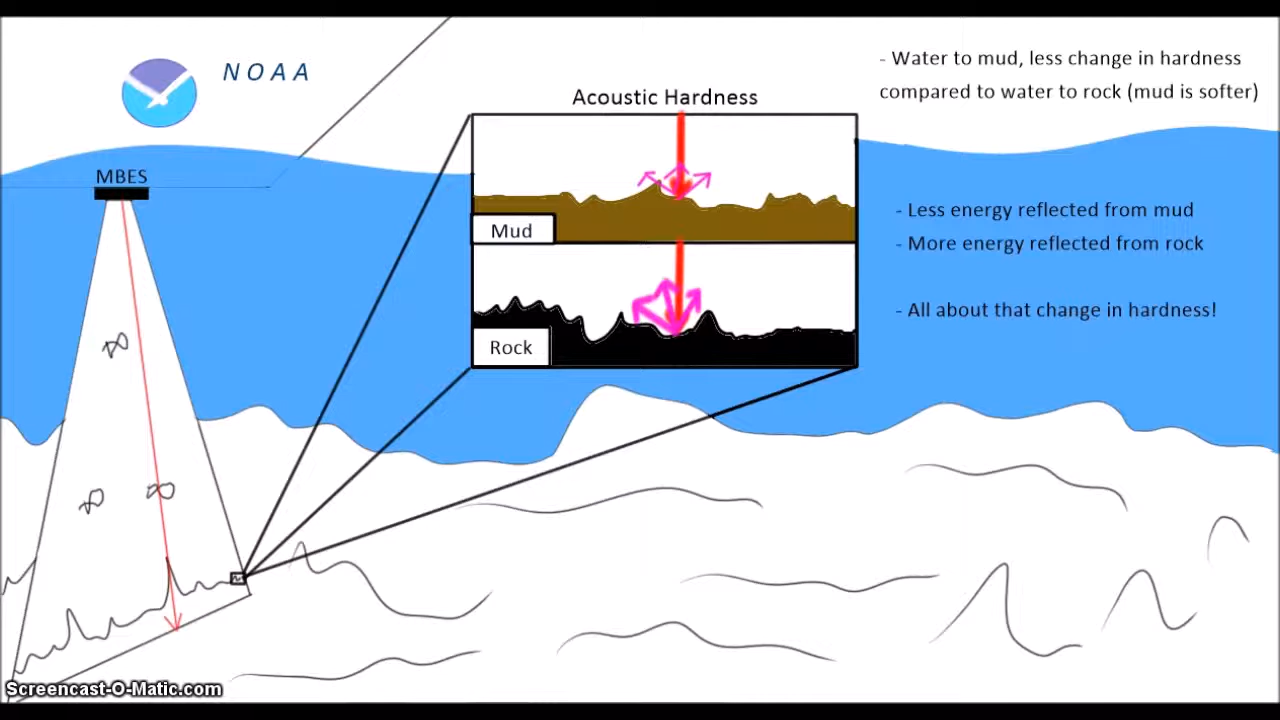 N O A A
- Water to mud, less change in hardness
compared to water to rock (mud is softer)
Acoustic Hardness
MBES
Mud
Rock
- Less energy reflected from mud
- More energy reflected from rock
- All about that change in hardness!
Screencast-O-Matic.com